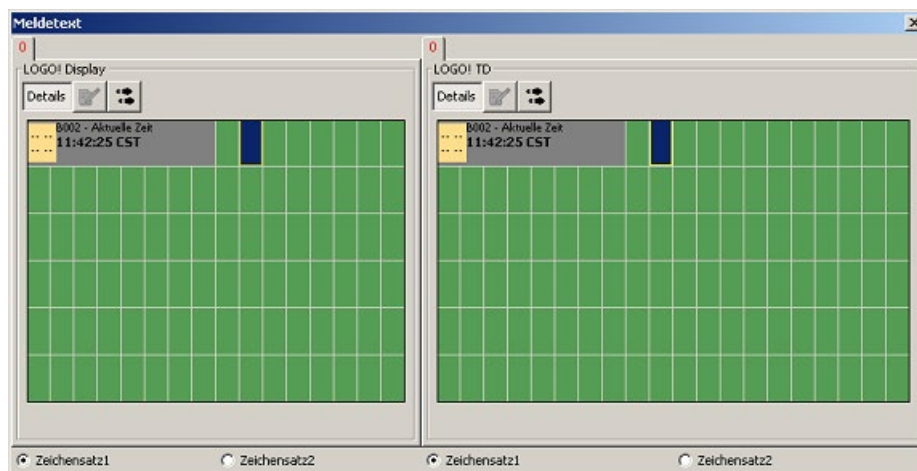 Meldetext
0
LOGO! Display
Details
B002 - Aktuelle Zeit
11:42:25 CST
Zeichensatz1
Zeichensatz2
0
LOGO! TD
Details
B002 - Aktuelle Zeit
11:42:25 CST
Zeichensatz1
Zeichensatz2